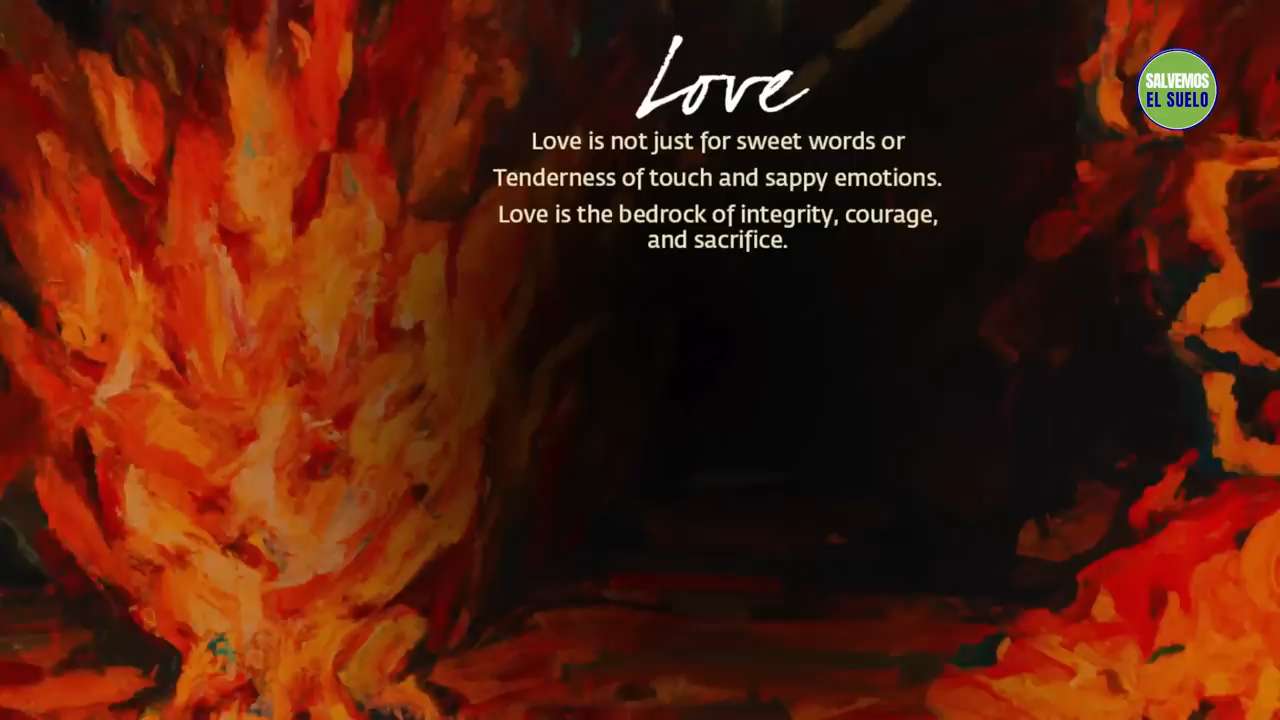 Love
Love is not just for sweet words or
Tenderness of touch and sappy emotions.
Love is the bedrock of integrity, courage,
and sacrifice.
SALVEMOS
EL SUELO